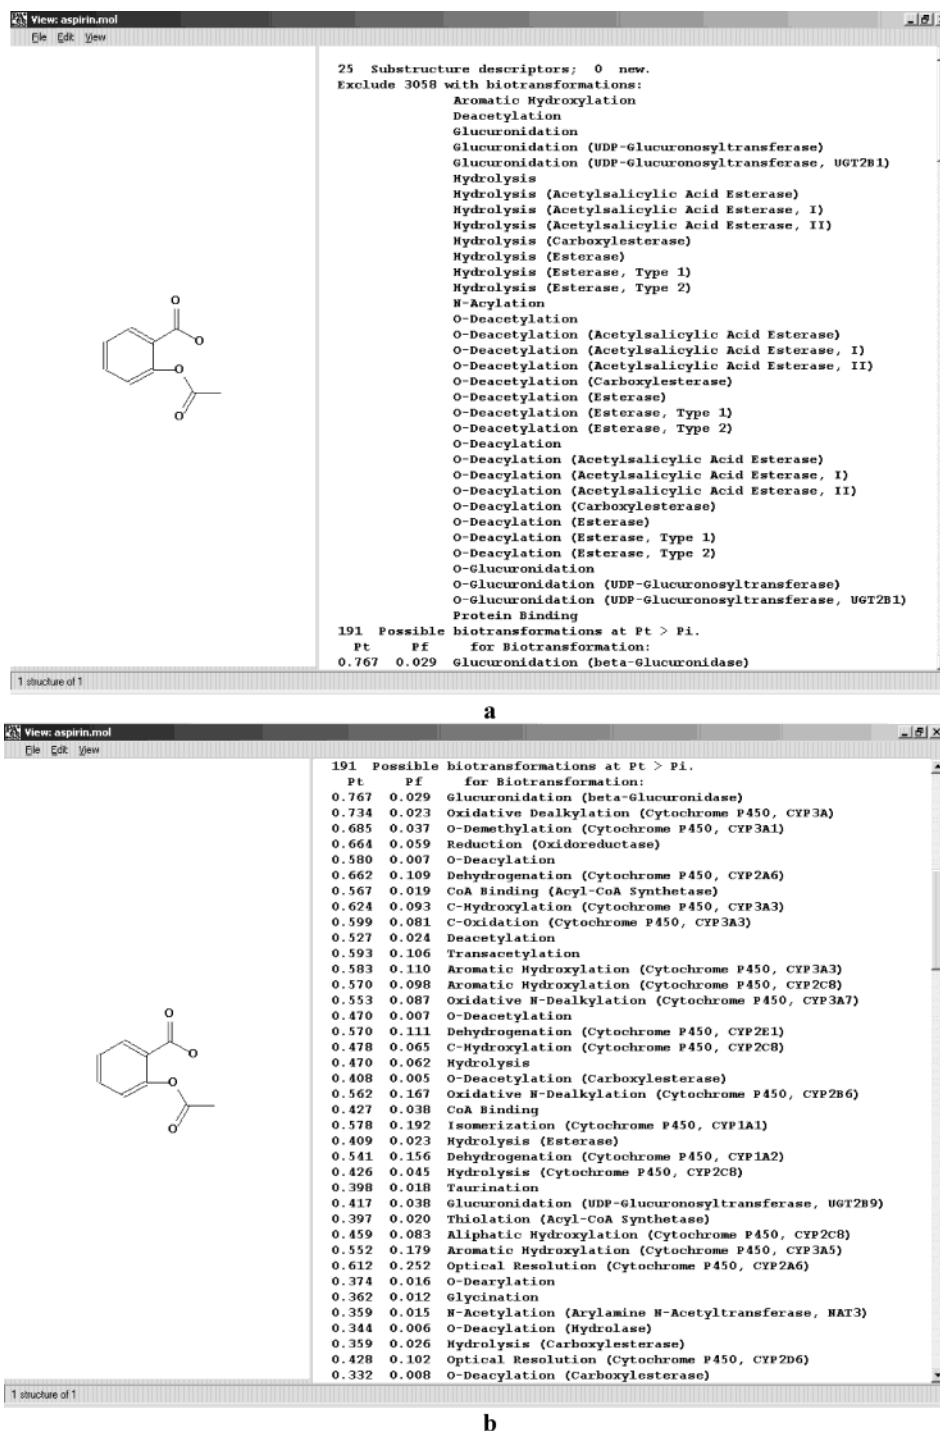 View: aspirin.mol
File Edit View
25 Substructure descriptors; 0 new.
Exclude 3058 with biotransformations:
Aromatic Hydroxylation
Deacetylation
Glucuronidation
Glucuronidation (UDP-Glucuronosyltransferase)
Glucuronidation (UDP-Glucuronosyltransferase, UGT2B1)
Hydrolysis
Hydrolysis (Acetylsalicylic Acid Esterase)
Hydrolysis (Acetylsalicylic Acid Esterase, I)
Hydrolysis (Acetylsalicylic Acid Esterase, II)
Hydrolysis (Carboxylesterase)
Hydrolysis (Esterase)
Hydrolysis (Esterase, Type 1)
Hydrolysis (Esterase, Type 2)
N-Acylation
O-Deacetylation
O-Deacetylation (Acetylsalicylic Acid Esterase)
O-Deacetylation (Acetylsalicylic Acid Esterase, I)
O-Deacetylation (Acetylsalicylic Acid Esterase, II)
O-Deacetylation (Carboxylesterase)
O-Deacetylation (Esterase)
O-Deacetylation (Esterase, Type 1)
O-Deacetylation (Esterase, Type 2)
O-Deacylation
O-Deacylation (Acetylsalicylic Acid Esterase)
O-Deacylation (Acetylsalicylic Acid Esterase, I)
O-Deacylation (Acetylsalicylic Acid Esterase, II)
O-Deacylation (Carboxylesterase)
O-Deacylation (Esterase)
O-Deacylation (Esterase, Type 1)
O-Deacylation (Esterase, Type 2)
O-Glucuronidation
O-Glucuronidation (UDP-Glucuronosyltransferase)
O-Glucuronidation (UDP-Glucuronosyltransferase, UGT2B1)
Protein Binding
191 Possible biotransformations at Pt > Pi.
Pt Pf for Biotransformation:
0.767 0.029 Glucuronidation (beta-Glucuronidase)
O
O
O
O
1 structure of 1
a
View: aspirin.mol
File Edit View
191 Possible biotransformations at Pt > Pi.
Pt Pf for Biotransformation:
0.767 0.029 Glucuronidation (beta-Glucuronidase)
0.734 0.023 Oxidative Dealkylation (Cytochrome P450, CYP3A)
0.685 0.037 O-Demethylation (Cytochrome P450, CYP3A1)
0.664 0.059 Reduction (Oxidoreductase)
0.580 0.007 O-Deacylation
0.662 0.109 Dehydrogenation (Cytochrome P450, CYP2A6)
0.567 0.019 CoA Binding (Acyl-CoA Synthetase)
0.624 0.093 C-Hydroxylation (Cytochrome P450, CYP3A3)
0.599 0.081 C-Oxidation (Cytochrome P450, CYP3A3)
0.527 0.024 Deacetylation
0.593 0.106 Transacetylation
0.583 0.110 Aromatic Hydroxylation (Cytochrome P450, CYP3A3)
0.570 0.098 Aromatic Hydroxylation (Cytochrome P450, CYP2C8)
0.553 0.087 Oxidative N-Dealkylation (Cytochrome P450, CYP3A7)
0.470 0.007 O-Deacetylation
0.570 0.111 Dehydrogenation (Cytochrome P450, CYP2E1)
0.478 0.065 C-Hydroxylation (Cytochrome P450, CYP2C8)
0.470 0.062 Hydrolysis
0.408 0.005 O-Deacetylation (Carboxylesterase)
0.562 0.167 Oxidative N-Dealkylation (Cytochrome P450, CYP2B6)
0.427 0.038 CoA Binding
0.578 0.192 Isomerization (Cytochrome P450, CYP1A1)
0.409 0.023 Hydrolysis (Esterase)
0.541 0.156 Dehydrogenation (Cytochrome P450, CYP1A2)
0.426 0.045 Hydrolysis (Cytochrome P450, CYP2C8)
0.398 0.018 Taurination
0.417 0.038 Glucuronidation (UDP-Glucuronosyltransferase, UGT2B9)
0.397 0.020 Thiolation (Acyl-CoA Synthetase)
0.459 0.083 Aliphatic Hydroxylation (Cytochrome P450, CYP2C8)
0.552 0.179 Aromatic Hydroxylation (Cytochrome P450, CYP3A5)
0.612 0.252 Optical Resolution (Cytochrome P450, CYP2A6)
0.374 0.016 O-Dearylation
0.362 0.012 Glycination
0.359 0.015 N-Acetylation (Arylamine N-Acetyltransferase, NAT3)
0.344 0.006 O-Deacylation (Hydrolase)
0.359 0.026 Hydrolysis (Carboxylesterase)
0.428 0.102 Optical Resolution (Cytochrome P450, CYP2D6)
0.332 0.008 O-Deacylation (Carboxylesterase)
O
O
O
O
1 structure of 1
b